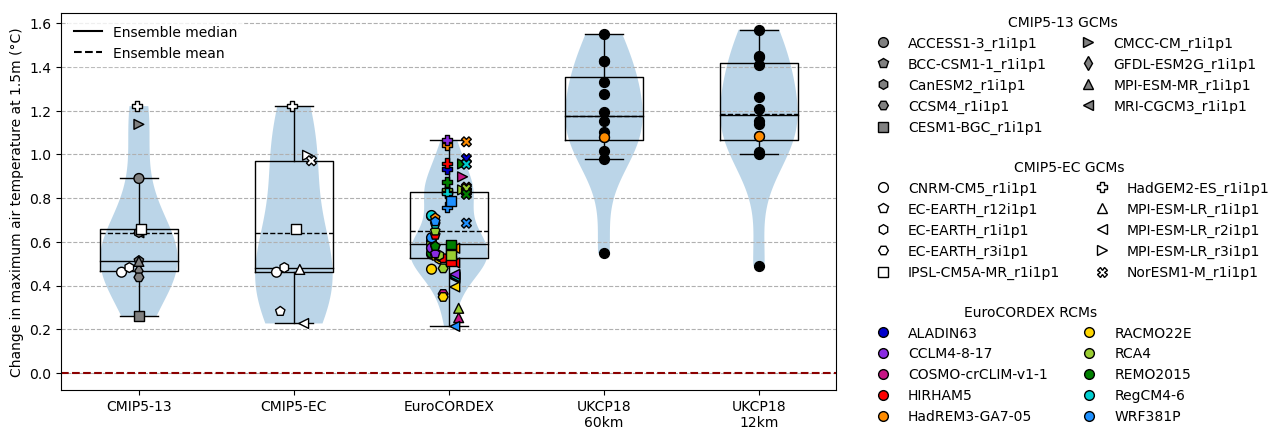 Change in maximum air temperature at 1.5m (°C)
1.6
1.4
1.2
1.0
0.8
0.6
0.4
0.2
0.0
Ensemble median
Ensemble mean
CMIP5-13
CMIP5-EC
EuroCORDEX
UKCP18
60km
UKCP18
12km
CMIP5-13 GCMs
ACCESS1-3_r1i1p1
BCC-CSM1-1_r1i1p1
CanESM2_r1i1p1
CCSM4_r1i1p1
CESM1-BGC_r1i1p1
CMCC-CM_r1i1p1
GFDL-ESM2G_r1i1p1
MPI-ESM-MR_r1i1p1
MRI-CGCM3_r1i1p1
CMIP5-EC GCMs
CNRM-CM5_r1i1p1
EC-EARTH_r12i1p1
EC-EARTH_r1i1p1
EC-EARTH_r3i1p1
IPSL-CM5A-MR_r1i1p1
HadGEM2-ES_r1i1p1
MPI-ESM-LR_r1i1p1
MPI-ESM-LR_r2i1p1
MPI-ESM-LR_r3i1p1
NorESM1-M_r1i1p1
EuroCORDEX RCMs
ALADIN63
CCLM4-8-17
COSMO-crCLIM-v1-1
HIRHAM5
HadREM3-GA7-05
RACMO22E
RCA4
REMO2015
RegCM4-6
WRF381P